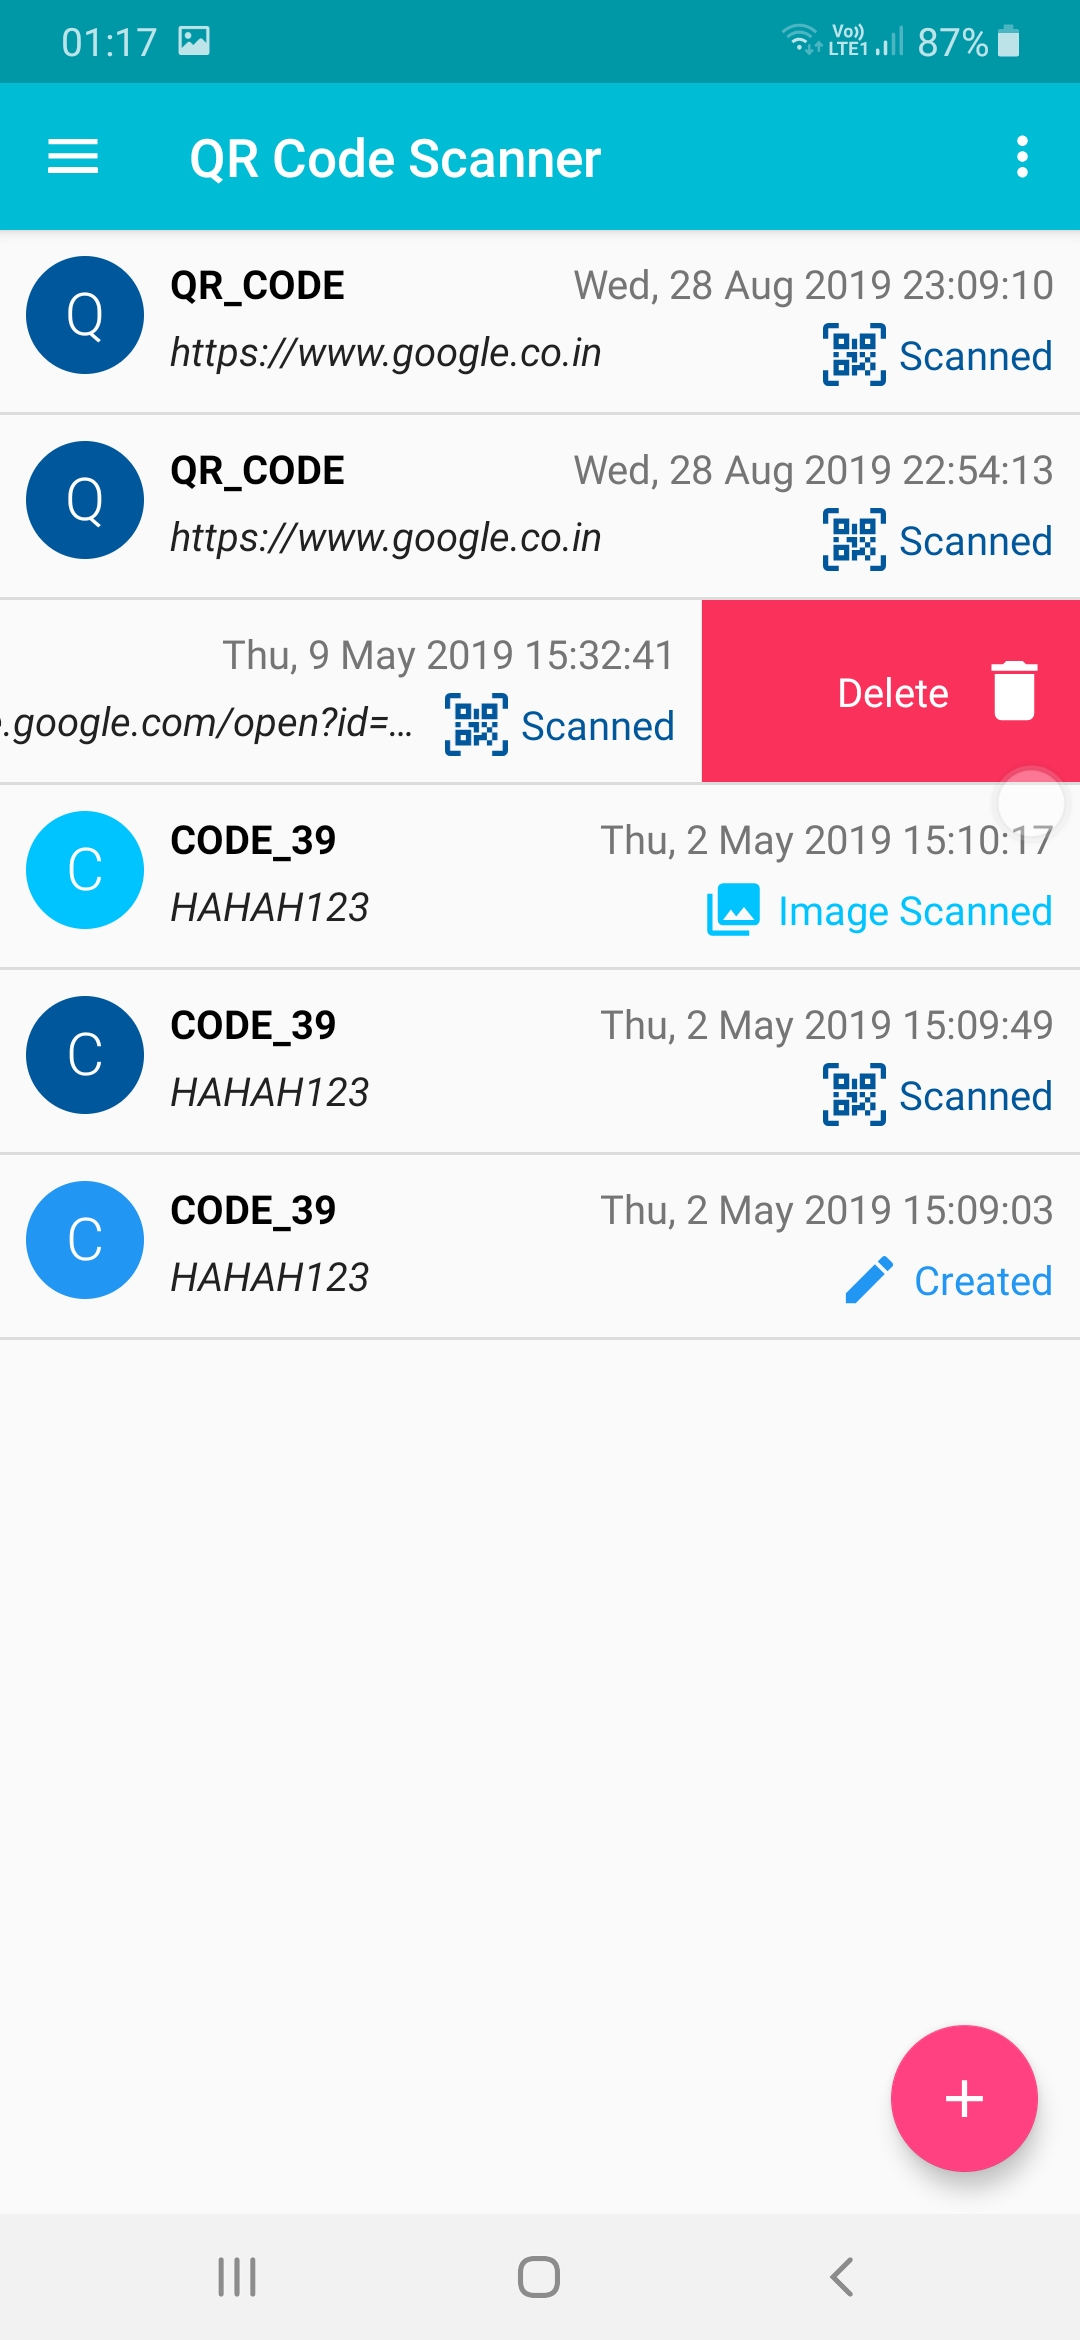 01:17 Vo)) LTE1 87%
QR Code Scanner
Q QR_CODE Wed, 28 Aug 2019 23:09:10
https://www.google.co.in Scanned
Q QR_CODE Wed, 28 Aug 2019 22:54:13
https://www.google.co.in Scanned
Thu, 9 May 2019 15:32:41
.google.com/open?id=... Scanned
Delete
C CODE_39 Thu, 2 May 2019 15:10:17
HAHAH123 Image Scanned
C CODE_39 Thu, 2 May 2019 15:09:49
HAHAH123 Scanned
C CODE_39 Thu, 2 May 2019 15:09:03
HAHAH123 Created